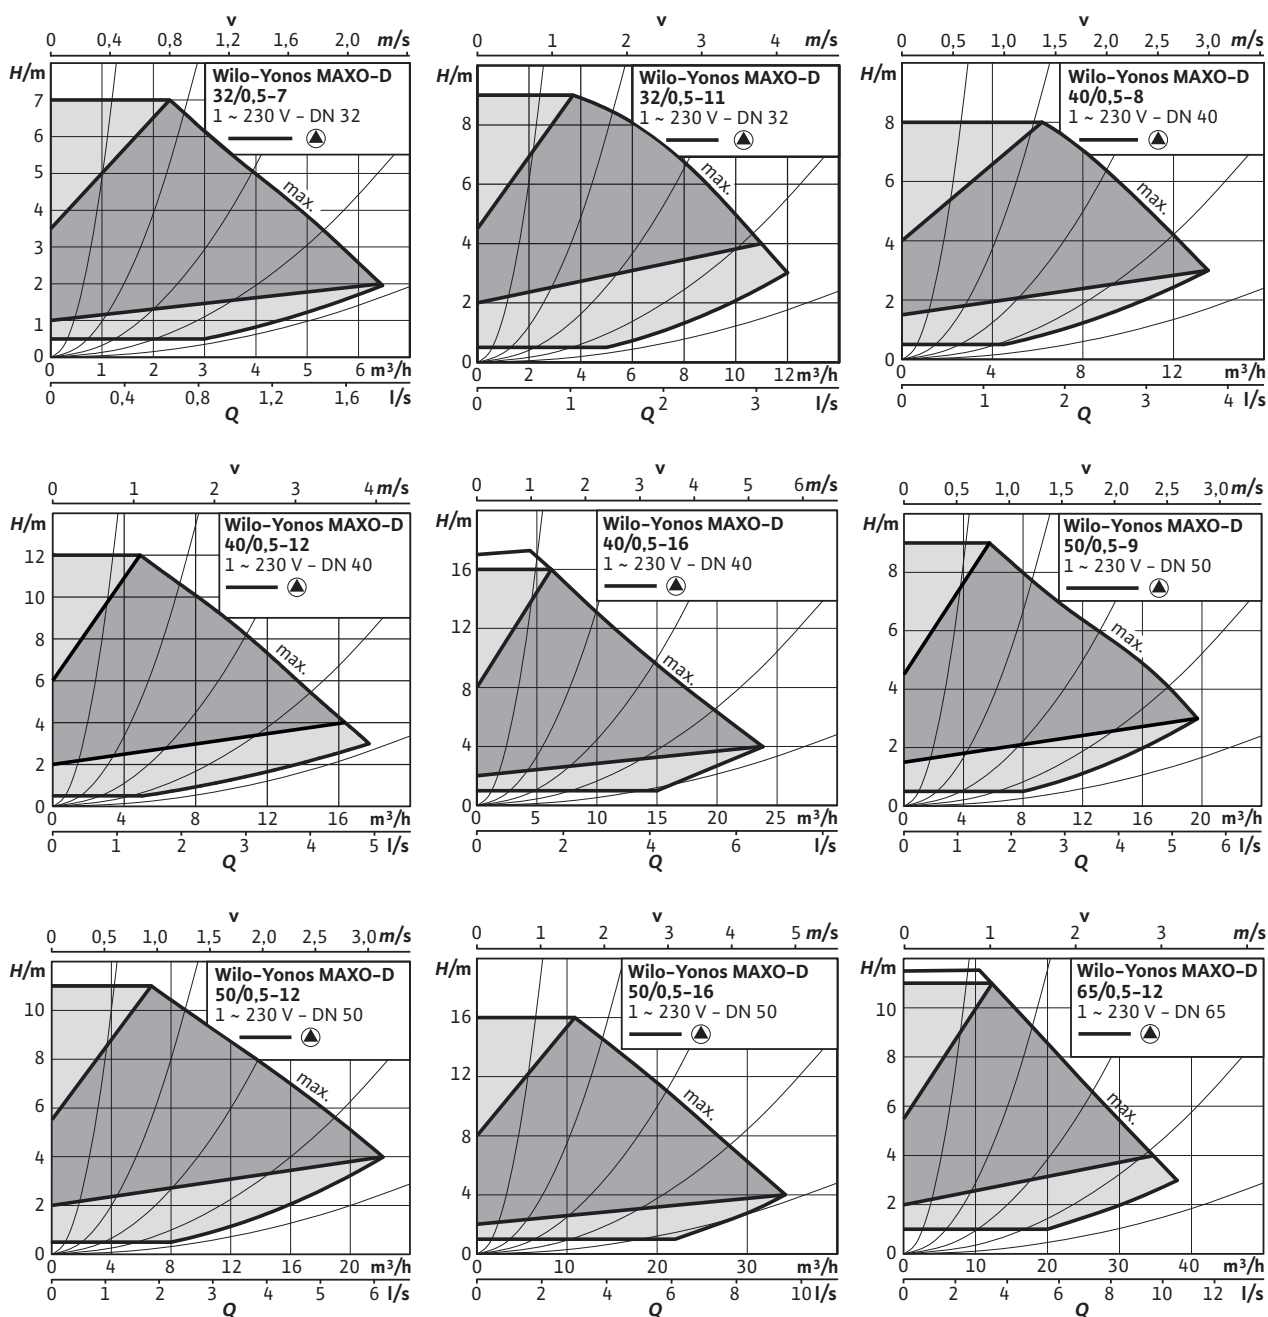 v
0 0,4 0,8 1,2 1,6 2,0 m/s
H/m
Wilo-Yonos MAXO-D
32/0,5-7
1 ~ 230 V - DN 32
7
6
5
4
3
2
1
0
max.
0 1 2 3 4 5 6 m³/h
0 0,4 0,8 1,2 1,6 l/s
Q
v
0 1 2 3 4 m/s
H/m
Wilo-Yonos MAXO-D
32/0,5-11
1 ~ 230 V - DN 32
8
6
4
2
0
max.
0 2 4 6 8 10 12 m³/h
0 1 2 3 l/s
Q
v
0 0,5 1,0 1,5 2,0 2,5 3,0 m/s
H/m
Wilo-Yonos MAXO-D
40/0,5-8
1 ~ 230 V - DN 40
8
6
4
2
0
max.
0 4 8 12 m³/h
0 1 2 3 4 l/s
Q
v
0 1 2 3 4 m/s
H/m
Wilo-Yonos MAXO-D
40/0,5-12
1 ~ 230 V - DN 40
12
10
8
6
4
2
0
max.
0 4 8 12 16 m³/h
0 1 2 3 4 5 l/s
Q
v
0 1 2 3 4 5 6 m/s
H/m
Wilo-Yonos MAXO-D
40/0,5-16
1 ~ 230 V - DN 40
16
12
8
4
0
max.
0 5 10 15 20 25 m³/h
0 2 4 6 l/s
Q
v
0 0,5 1,0 1,5 2,0 2,5 3,0 m/s
H/m
Wilo-Yonos MAXO-D
50/0,5-9
1 ~ 230 V - DN 50
8
6
4
2
0
max.
0 4 8 12 16 20 m³/h
0 1 2 3 4 5 6 l/s
Q
v
0 0,5 1,0 1,5 2,0 2,5 3,0 m/s
H/m
Wilo-Yonos MAXO-D
50/0,5-12
1 ~ 230 V - DN 50
10
8
6
4
2
0
max.
0 4 8 12 16 20 m³/h
0 1 2 3 4 5 6 l/s
Q
v
0 1 2 3 4 5 m/s
H/m
Wilo-Yonos MAXO-D
50/0,5-16
1 ~ 230 V - DN 50
16
12
8
4
0
max.
0 10 20 30 m³/h
0 2 4 6 8 10 l/s
Q
v
0 1 2 3 4 m/s
H/m
Wilo-Yonos MAXO-D
65/0,5-12
1 ~ 230 V - DN 65
10
8
6
4
2
0
max.
0 10 20 30 40 m³/h
0 2 4 6 8 10 12 l/s
Q